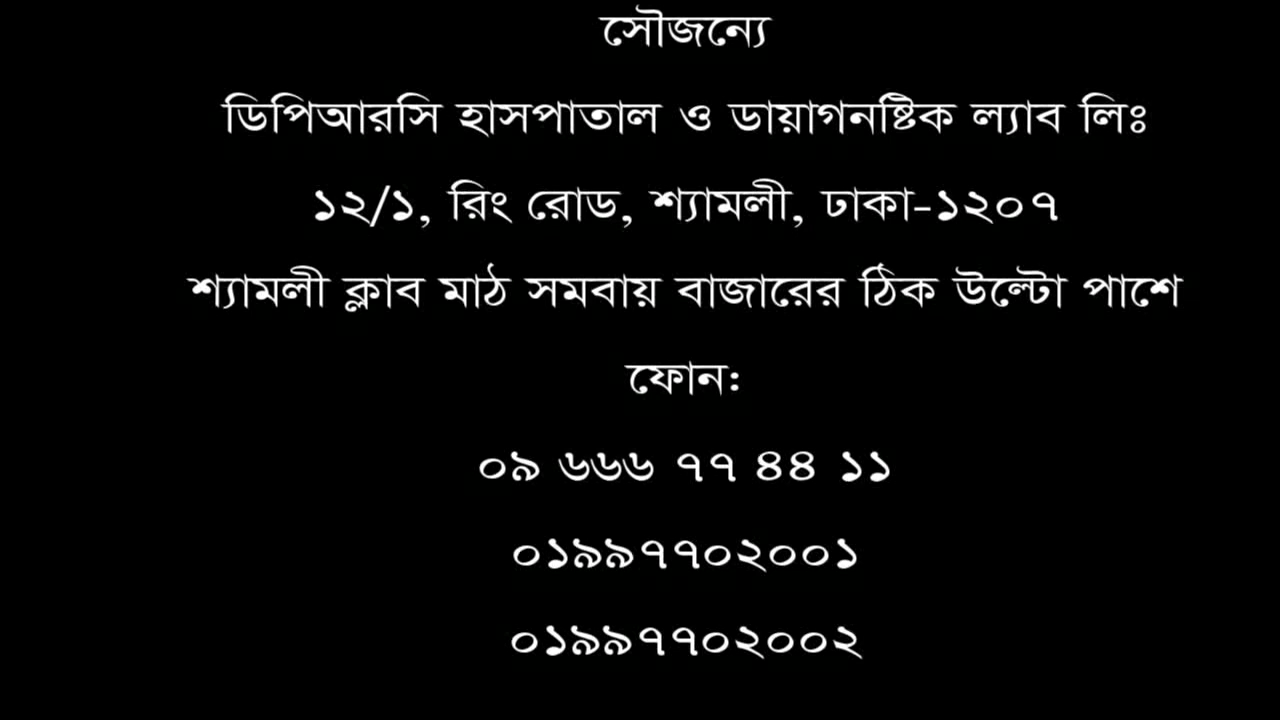 সৌজন্যে
ডিপিআরসি হাসপাতাল ও ডায়াগনষ্টিক ল্যাব লিঃ
১২/১, রিং রোড, শ্যামলী, ঢাকা-১২০৭
শ্যামলী ক্লাব মাঠ সমবায় বাজারের ঠিক উল্টো পাশে
ফোন:
০৯ ৬৬৬ ৭৭ ৪৪ ১১
০১৯৯৭৭০২০০১
০১৯৯৭৭০২০০২